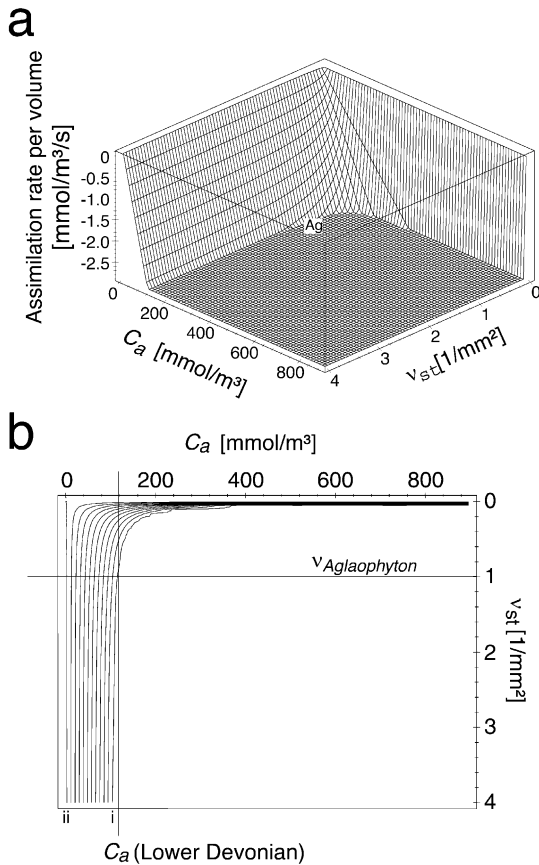 a
Assimilation rate per volume
[mmol/m³/s]
0
-0.5
-1.0
-1.5
-2.0
-2.5
Ag
0
200
400
600
800
Ca [mmol/m³]
0
1
2
3
4
νst[1/mm²]
b
Ca [mmol/m³]
0 200 400 600 800
0
1
2
3
4
νAglaophyton
νst [1/mm²]
ii i
Ca (Lower Devonian)